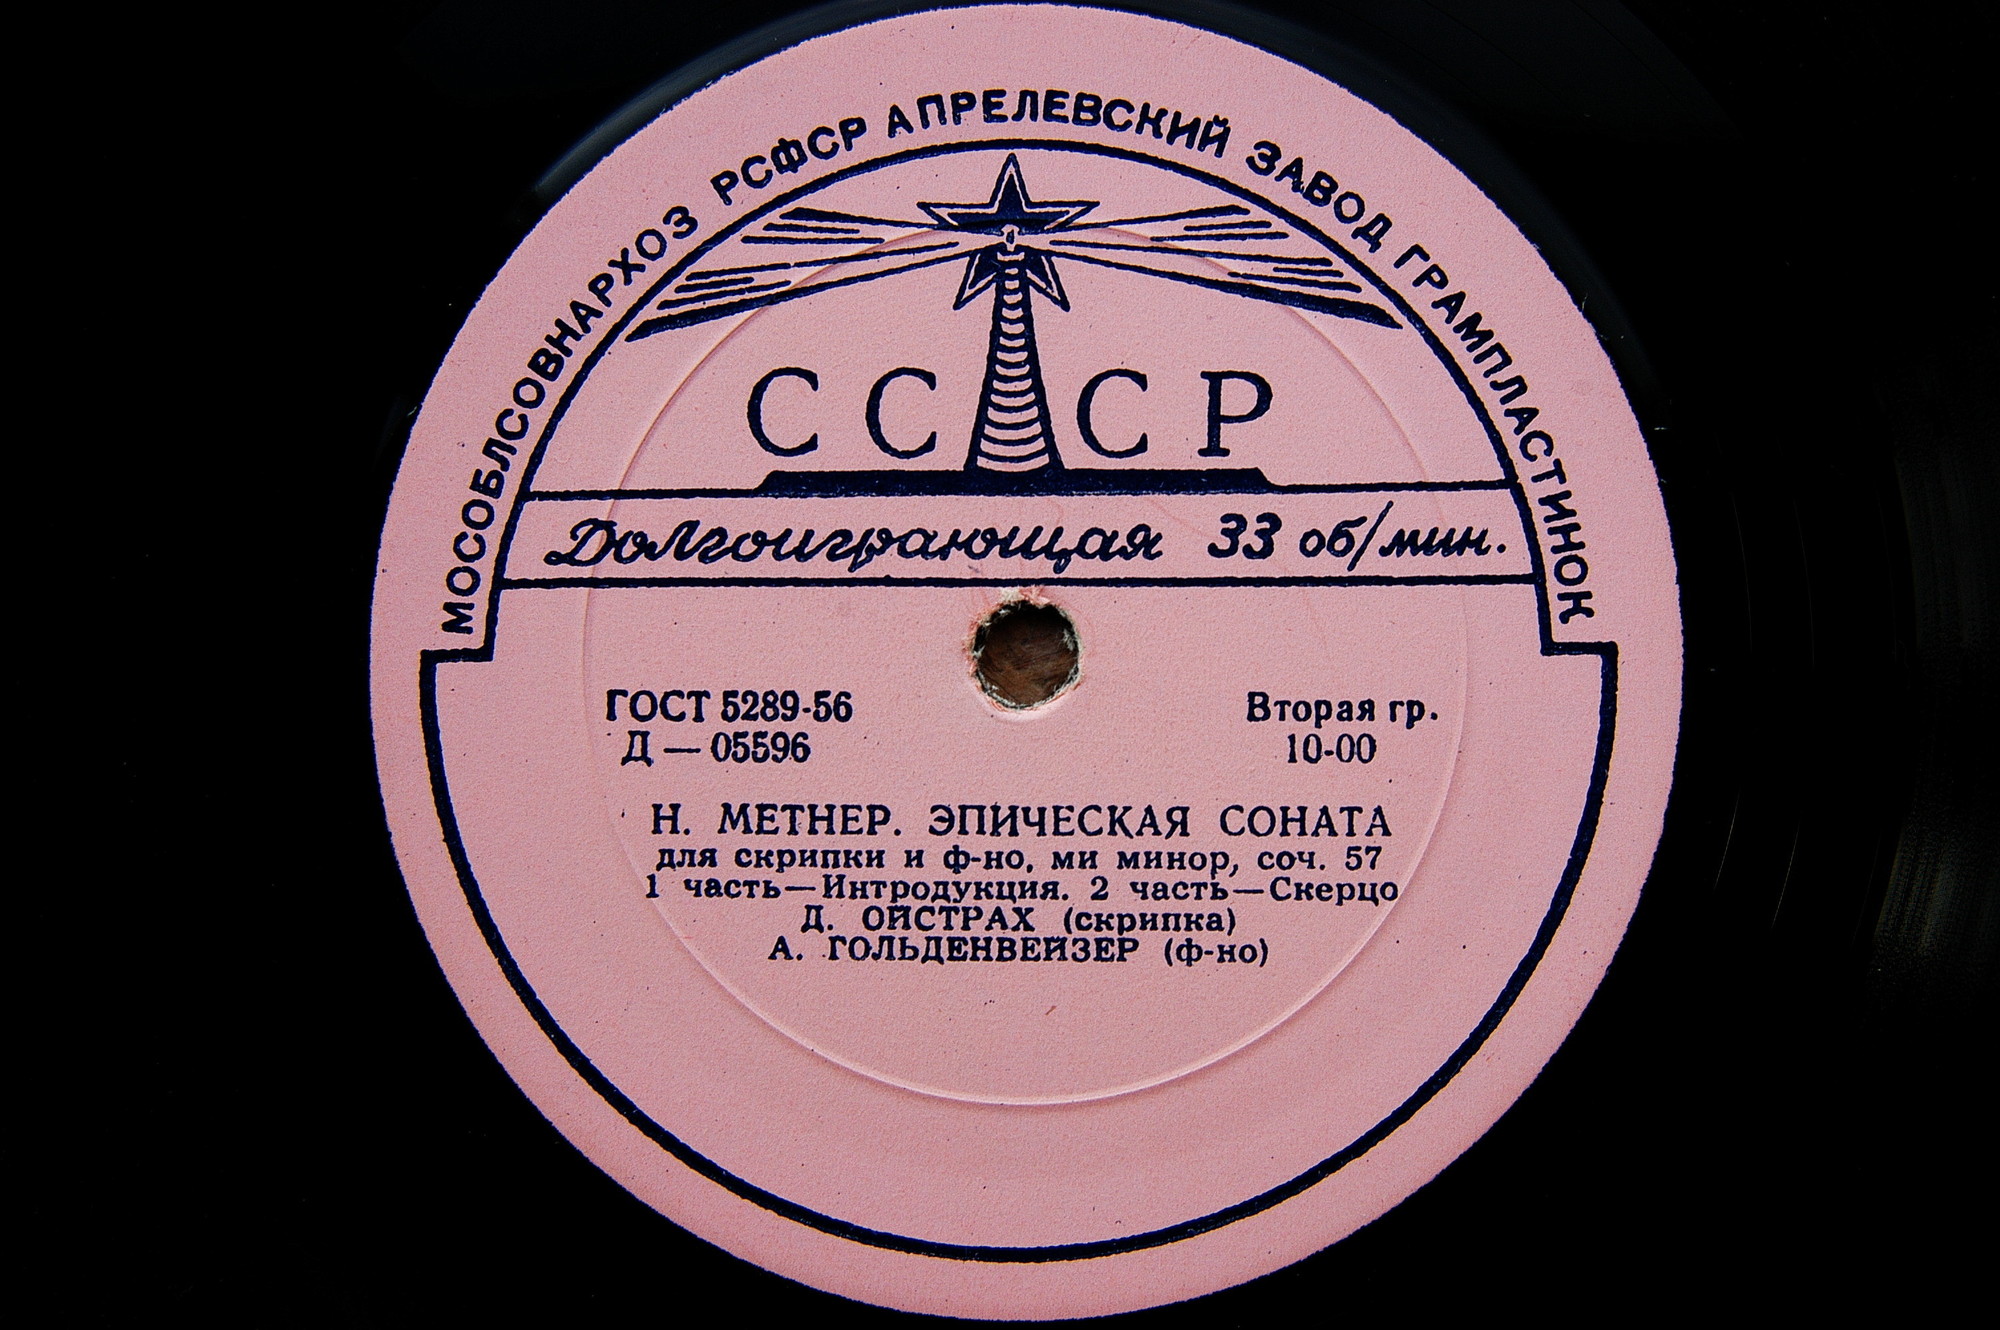 МОСОБЛСОВНАРХОЗ РСФСР АПРЕЛЕВСКИЙ ЗАВОД ГРАМПЛАСТИНОК
СССР
Долгоиграющая 33 об/мин.
ГОСТ 5289-56 Вторая гр.
Д — 05596 10-00
Н. МЕТНЕР. ЭПИЧЕСКАЯ СОНАТА
для скрипки и ф-но, ми минор, соч. 57
1 часть—Интродукция. 2 часть—Скерцо
Д. ОЙСТРАХ (скрипка)
А. ГОЛЬДЕНВЕЙЗЕР (ф-но)